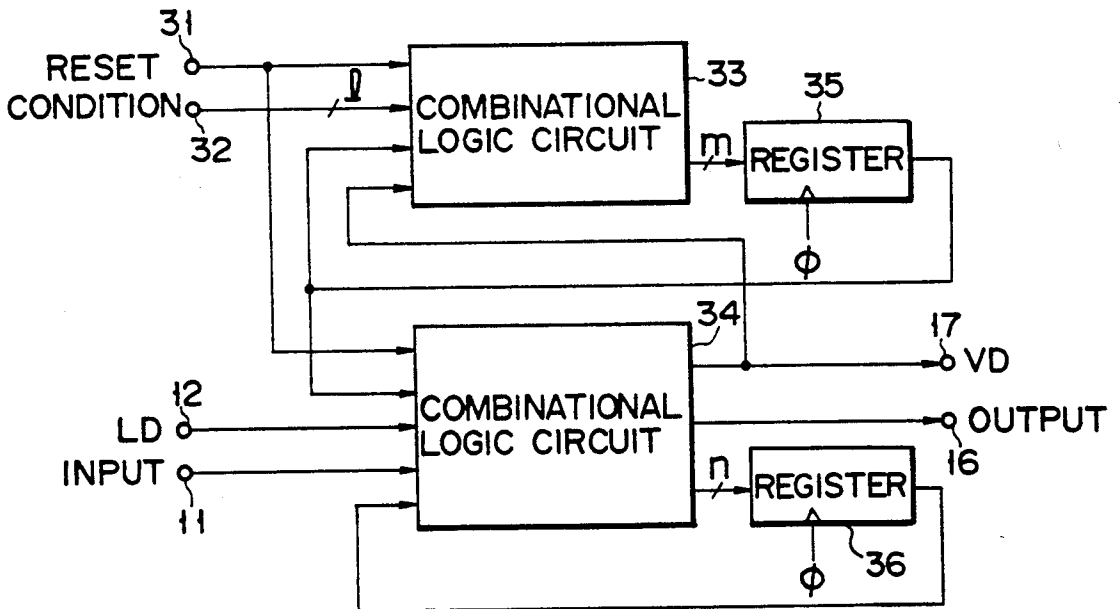 31
RESET
CONDITION
32
l
COMBINATIONAL
LOGIC CIRCUIT
33
m
35
REGISTER
ϕ
34
17
VD
12
LD
COMBINATIONAL
LOGIC CIRCUIT
OUTPUT
16
INPUT
11
n
REGISTER
36
ϕ